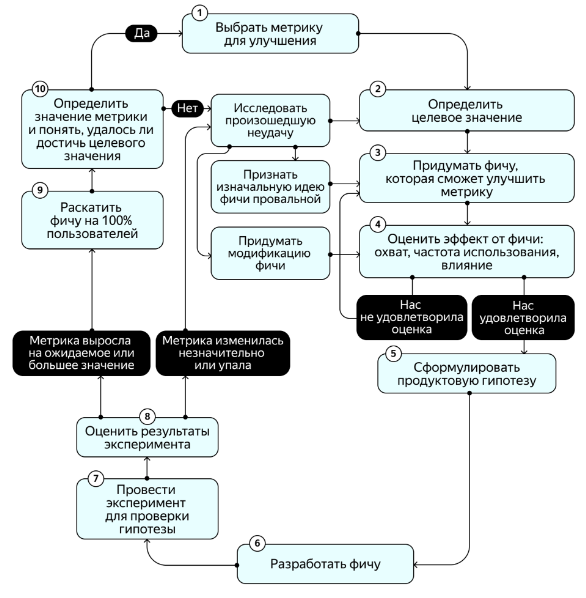 1
Выбрать метрику
для улучшения
Да
10
Определить
значение метрики
и понять, удалось ли
достичь целевого
значения
Нет
Исследовать
произошедшую
неудачу
2
Определить
целевое значение
3
Придумать фичу,
которая сможет улучшить
метрику
Признать
изначальную идею
фичи провальной
9
Раскатить
фичу на 100%
пользователей
Придумать
модификацию
фичи
4
Оценить эффект от фичи:
охват, частота использования,
влияние
Нас
не удовлетворила
оценка
Нас
удовлетворила
оценка
Метрика выросла
на ожидаемое или
большее значение
Метрика изменилась
незначительно
или упала
5
Сформулировать
продуктовую гипотезу
8
Оценить результаты
эксперимента
7
Провести
эксперимент
для проверки
гипотезы
6
Разработать фичу